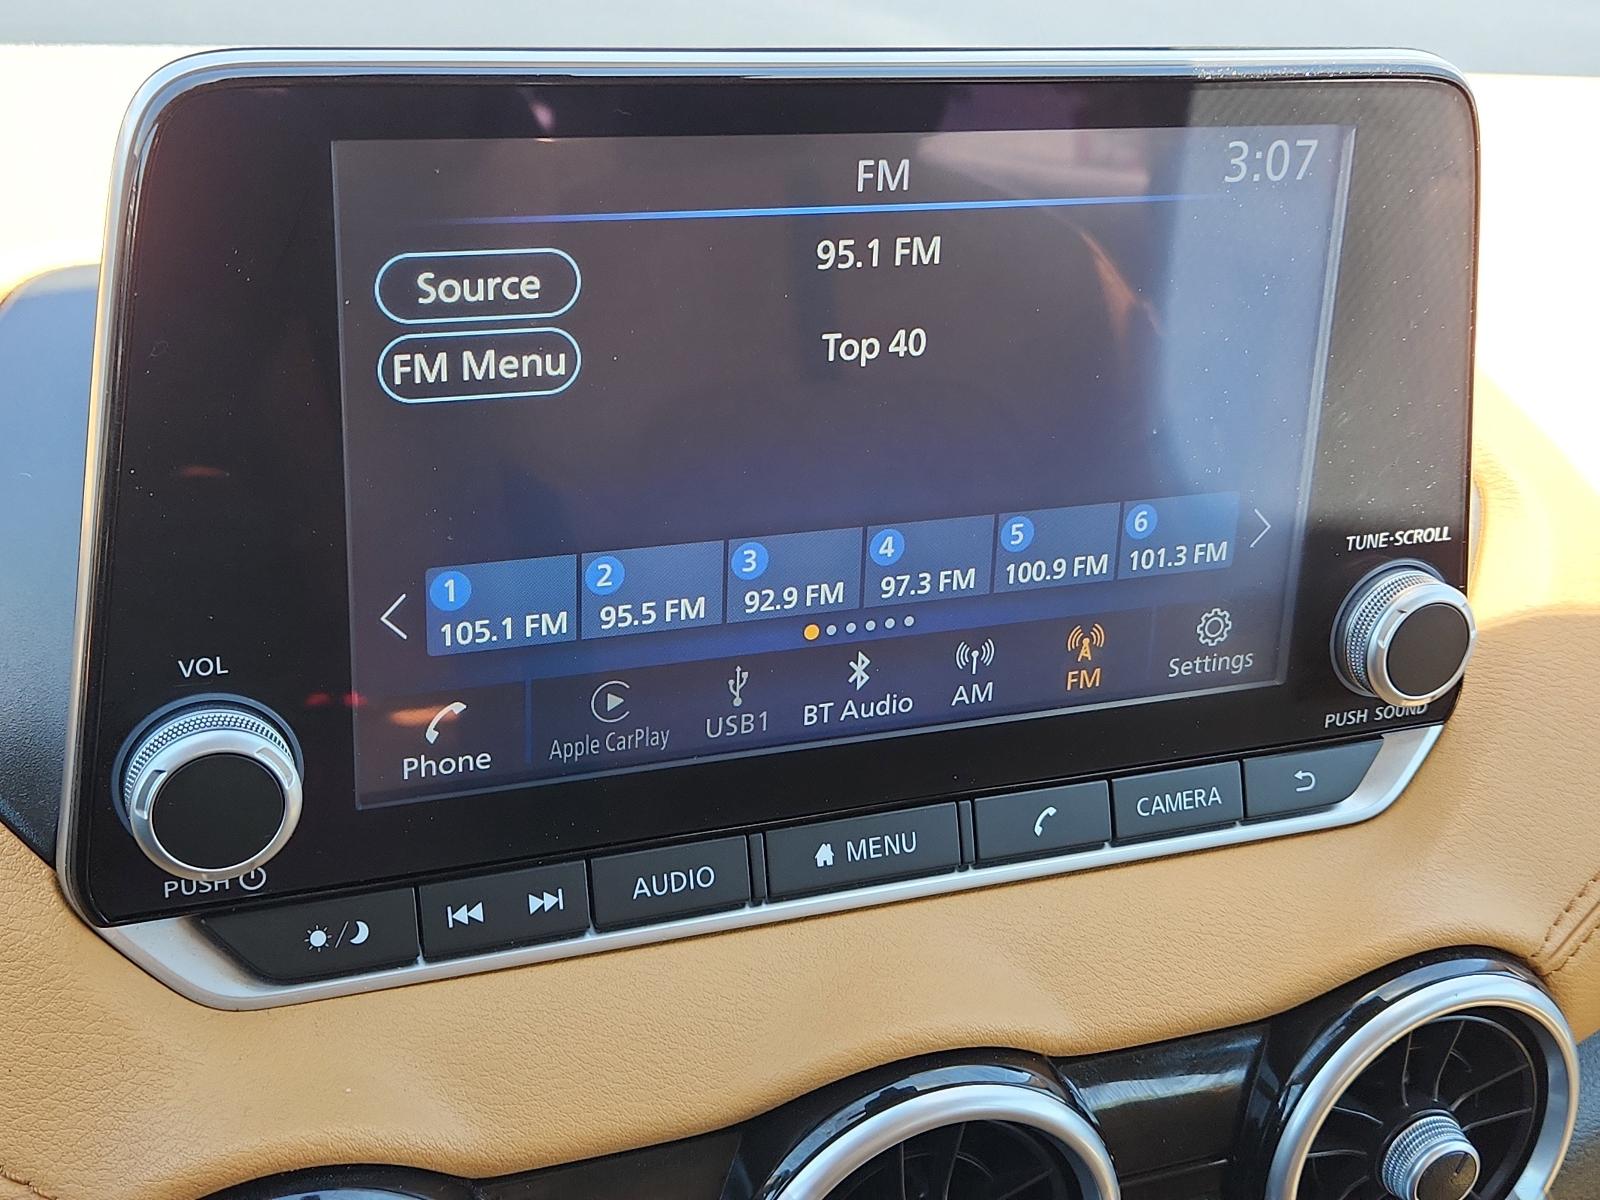 FM
3:07
95.1 FM
Source
Top 40
FM Menu
1 2 3 4 5 6
105.1 FM 95.5 FM 92.9 FM 97.3 FM 100.9 FM 101.3 FM
Phone Apple CarPlay USB1 BT Audio AM FM Settings
VOL
PUSH
TUNE·SCROLL
PUSH SOUND
AUDIO MENU CAMERA